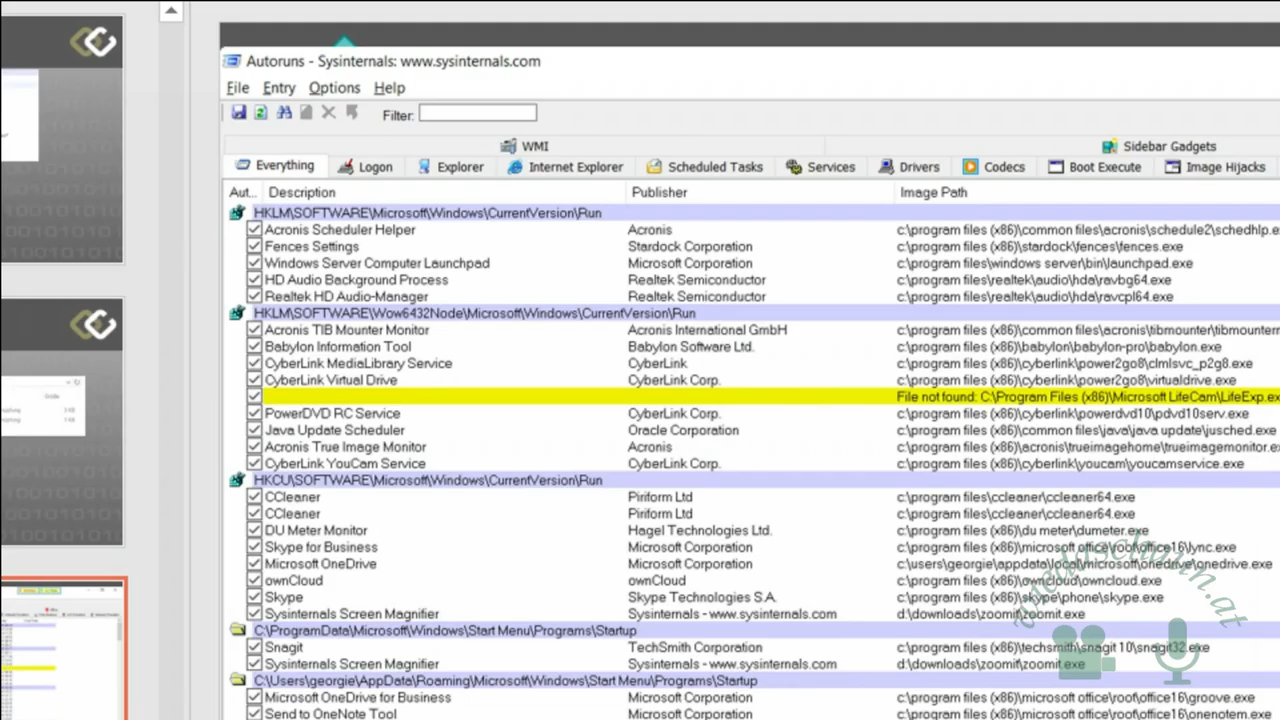 Autoruns - Sysinternals: www.sysinternals.com
File Entry Options Help
Filter:
WMI Sidebar Gadgets
Everything Logon Explorer Internet Explorer Scheduled Tasks Services Drivers Codecs Boot Execute Image Hijacks
Aut... Description Publisher Image Path
HKLM\SOFTWARE\Microsoft\Windows\CurrentVersion\Run
Acronis Scheduler Helper Acronis c:\program files (x86)\common files\acronis\schedule2\schedhlp.e
Fences Settings Stardock Corporation c:\program files (x86)\stardock\fences\fences.exe
Windows Server Computer Launchpad Microsoft Corporation c:\program files\windows server\bin\launchpad.exe
HD Audio Background Process Realtek Semiconductor c:\program files\realtek\audio\hda\ravbg64.exe
Realtek HD Audio-Manager Realtek Semiconductor c:\program files\realtek\audio\hda\ravcpl64.exe
HKLM\SOFTWARE\Wow6432Node\Microsoft\Windows\CurrentVersion\Run
Acronis TIB Mounter Monitor Acronis International GmbH c:\program files (x86)\common files\acronis\tibmounter\tibmounterm
Babylon Information Tool Babylon Software Ltd. c:\program files (x86)\babylon\babylon-pro\babylon.exe
CyberLink MediaLibrary Service CyberLink c:\program files (x86)\cyberlink\power2go8\clmlsvc_p2g8.exe
CyberLink Virtual Drive CyberLink Corp. c:\program files (x86)\cyberlink\power2go8\virtualdrive.exe
File not found: C:\Program Files (x86)\Microsoft LifeCam\LifeExp.ex
PowerDVD RC Service CyberLink Corp. c:\program files (x86)\cyberlink\powerdvd10\pdvd10serv.exe
Java Update Scheduler Oracle Corporation c:\program files (x86)\common files\java\java update\jusched.exe
Acronis True Image Monitor Acronis c:\program files (x86)\acronis\trueimagehome\trueimagemonitor.e
CyberLink YouCam Service CyberLink Corp. c:\program files (x86)\cyberlink\youcam\youcamservice.exe
HKCU\SOFTWARE\Microsoft\Windows\CurrentVersion\Run
CCleaner Piriform Ltd c:\program files\ccleaner\ccleaner64.exe
CCleaner Piriform Ltd c:\program files\ccleaner\ccleaner64.exe
DU Meter Monitor Hagel Technologies Ltd. c:\program files (x86)\du meter\dumeter.exe
Skype for Business Microsoft Corporation c:\program files (x86)\microsoft office\root\office16\lync.exe
Microsoft OneDrive Microsoft Corporation c:\users\georgie\appdata\local\microsoft\onedrive\onedrive.exe
ownCloud ownCloud c:\program files (x86)\owncloud\owncloud.exe
Skype Skype Technologies S.A. c:\program files (x86)\skype\phone\skype.exe
Sysinternals Screen Magnifier Sysinternals - www.sysinternals.com d:\downloads\zoomit.exe
C:\ProgramData\Microsoft\Windows\Start Menu\Programs\Startup
Snagit TechSmith Corporation c:\program files (x86)\techsmith\snagit 10\snagit32.exe
Sysinternals Screen Magnifier Sysinternals - www.sysinternals.com d:\downloads\zoomit.exe
C:\Users\georgie\AppData\Roaming\Microsoft\Windows\Start Menu\Programs\Startup
Microsoft OneDrive for Business Microsoft Corporation c:\program files (x86)\microsoft office\root\office16\groove.exe
Send to OneNote Tool Microsoft Corporation c:\program files (x86)\microsoft office\root\office16\onenotem.exe